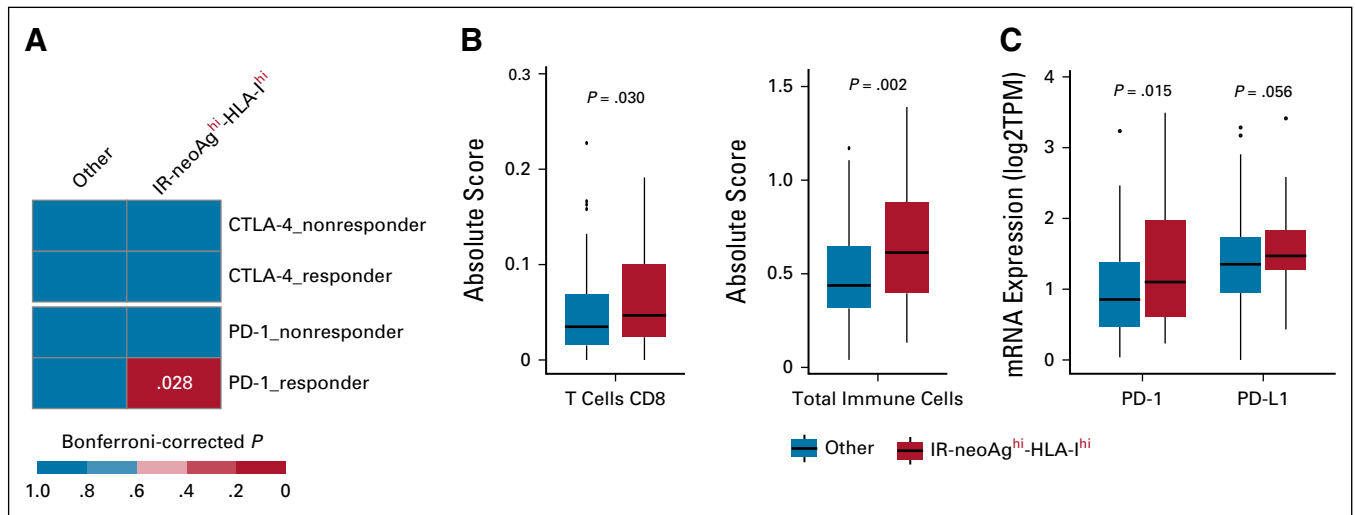 A
Other
IR-neoAghi-HLA-Ihi
CTLA-4_nonresponder
CTLA-4_responder
PD-1_nonresponder
.028
PD-1_responder
Bonferroni-corrected P
1.0 .8 .6 .4 .2 0
B
Absolute Score
0.3
0.2
0.1
0
P = .030
T Cells CD8
Absolute Score
1.5
1.0
0.5
0
P = .002
Total Immune Cells
C
mRNA Expression (log2TPM)
4
3
2
1
0
P = .015
P = .056
PD-1
PD-L1
Other
IR-neoAghi-HLA-Ihi